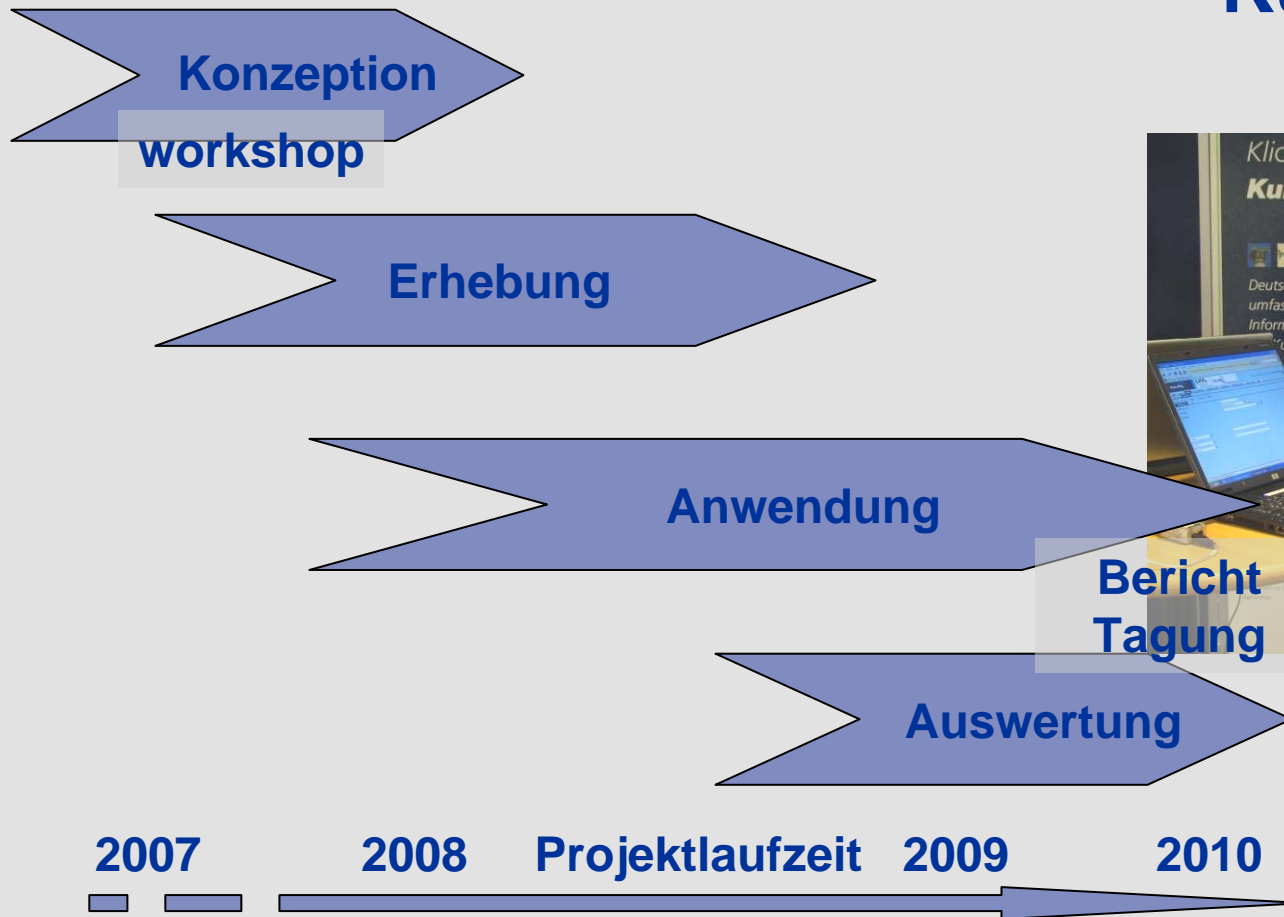 Konzeption
workshop
Erhebung
Anwendung
Bericht
Tagung
Auswertung
2007 2008 Projektlaufzeit 2009 2010